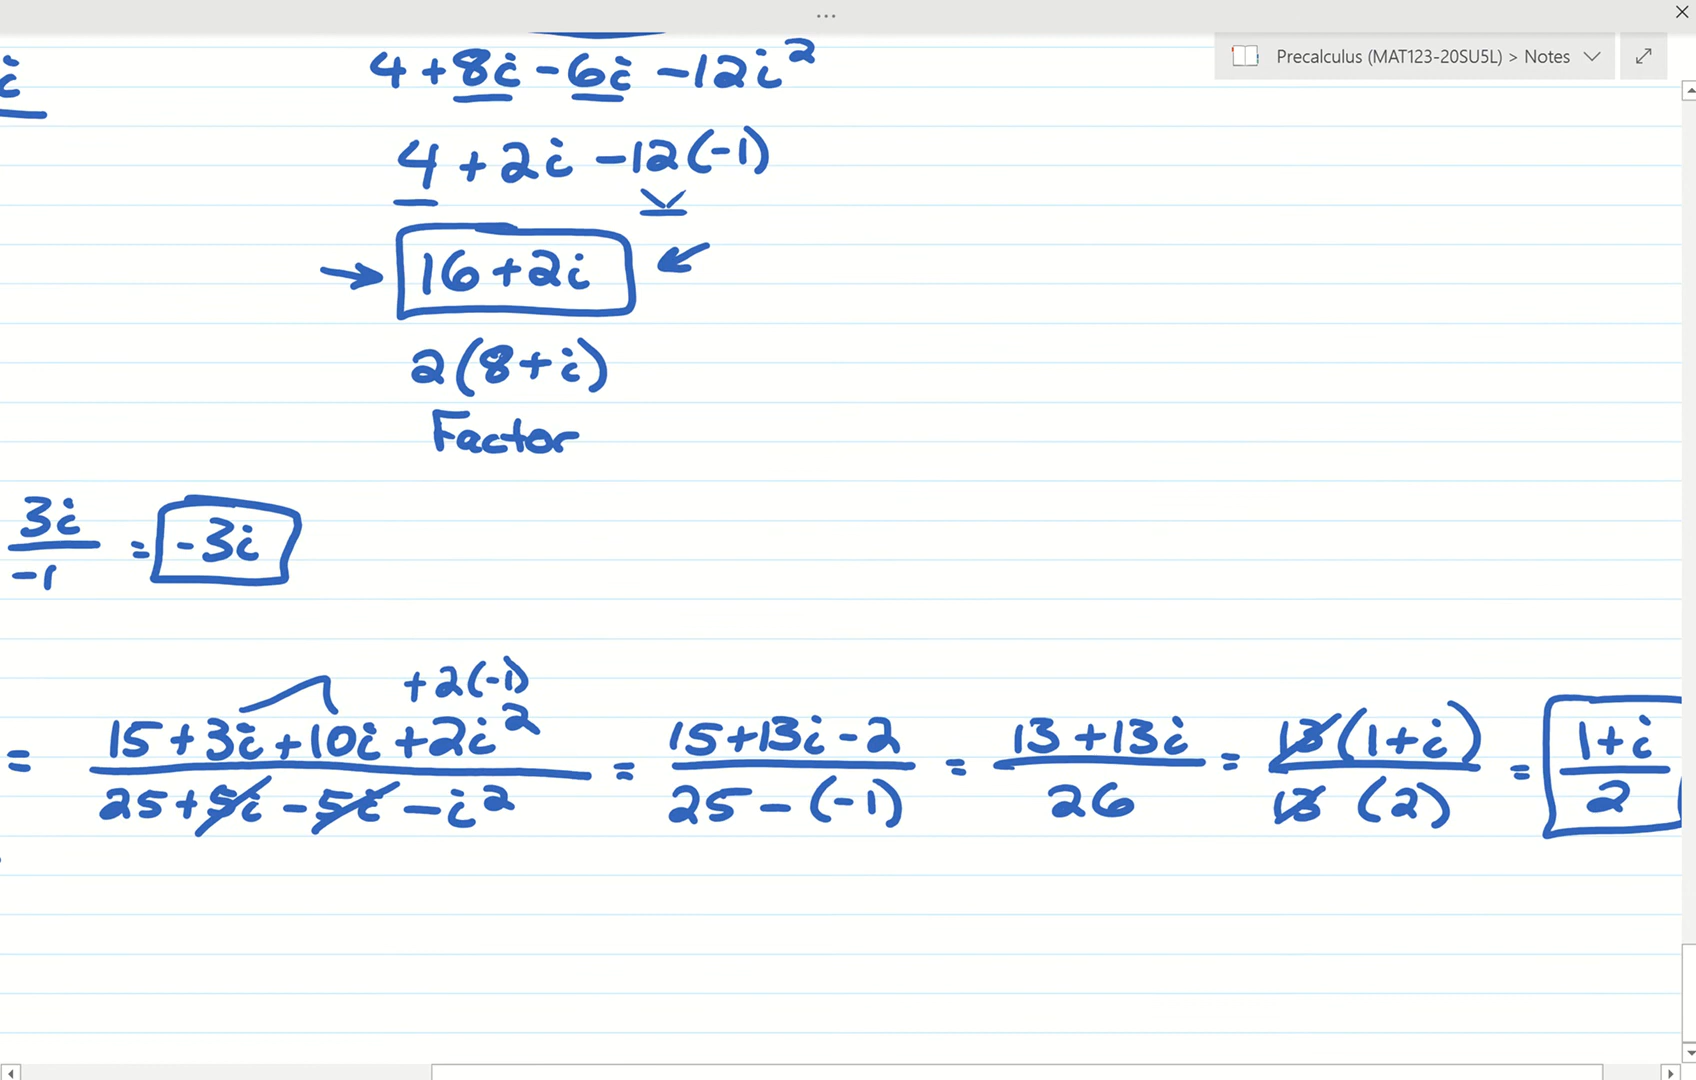 ...
Precalculus (MAT123-20SU5L) > Notes
i
4 + 8i - 6i - 12i²
4 + 2i - 12(-1)
→ 16 + 2i ←
2(8 + i)
Factor
3i/-1 = -3i
+ 2(-1)
= (15 + 3i + 10i + 2i²)/(25 + 5i - 5i - i²) = (15 + 13i - 2)/(25 - (-1)) = (13 + 13i)/26 = 13(1 + i)/13(2) = (1 + i)/2